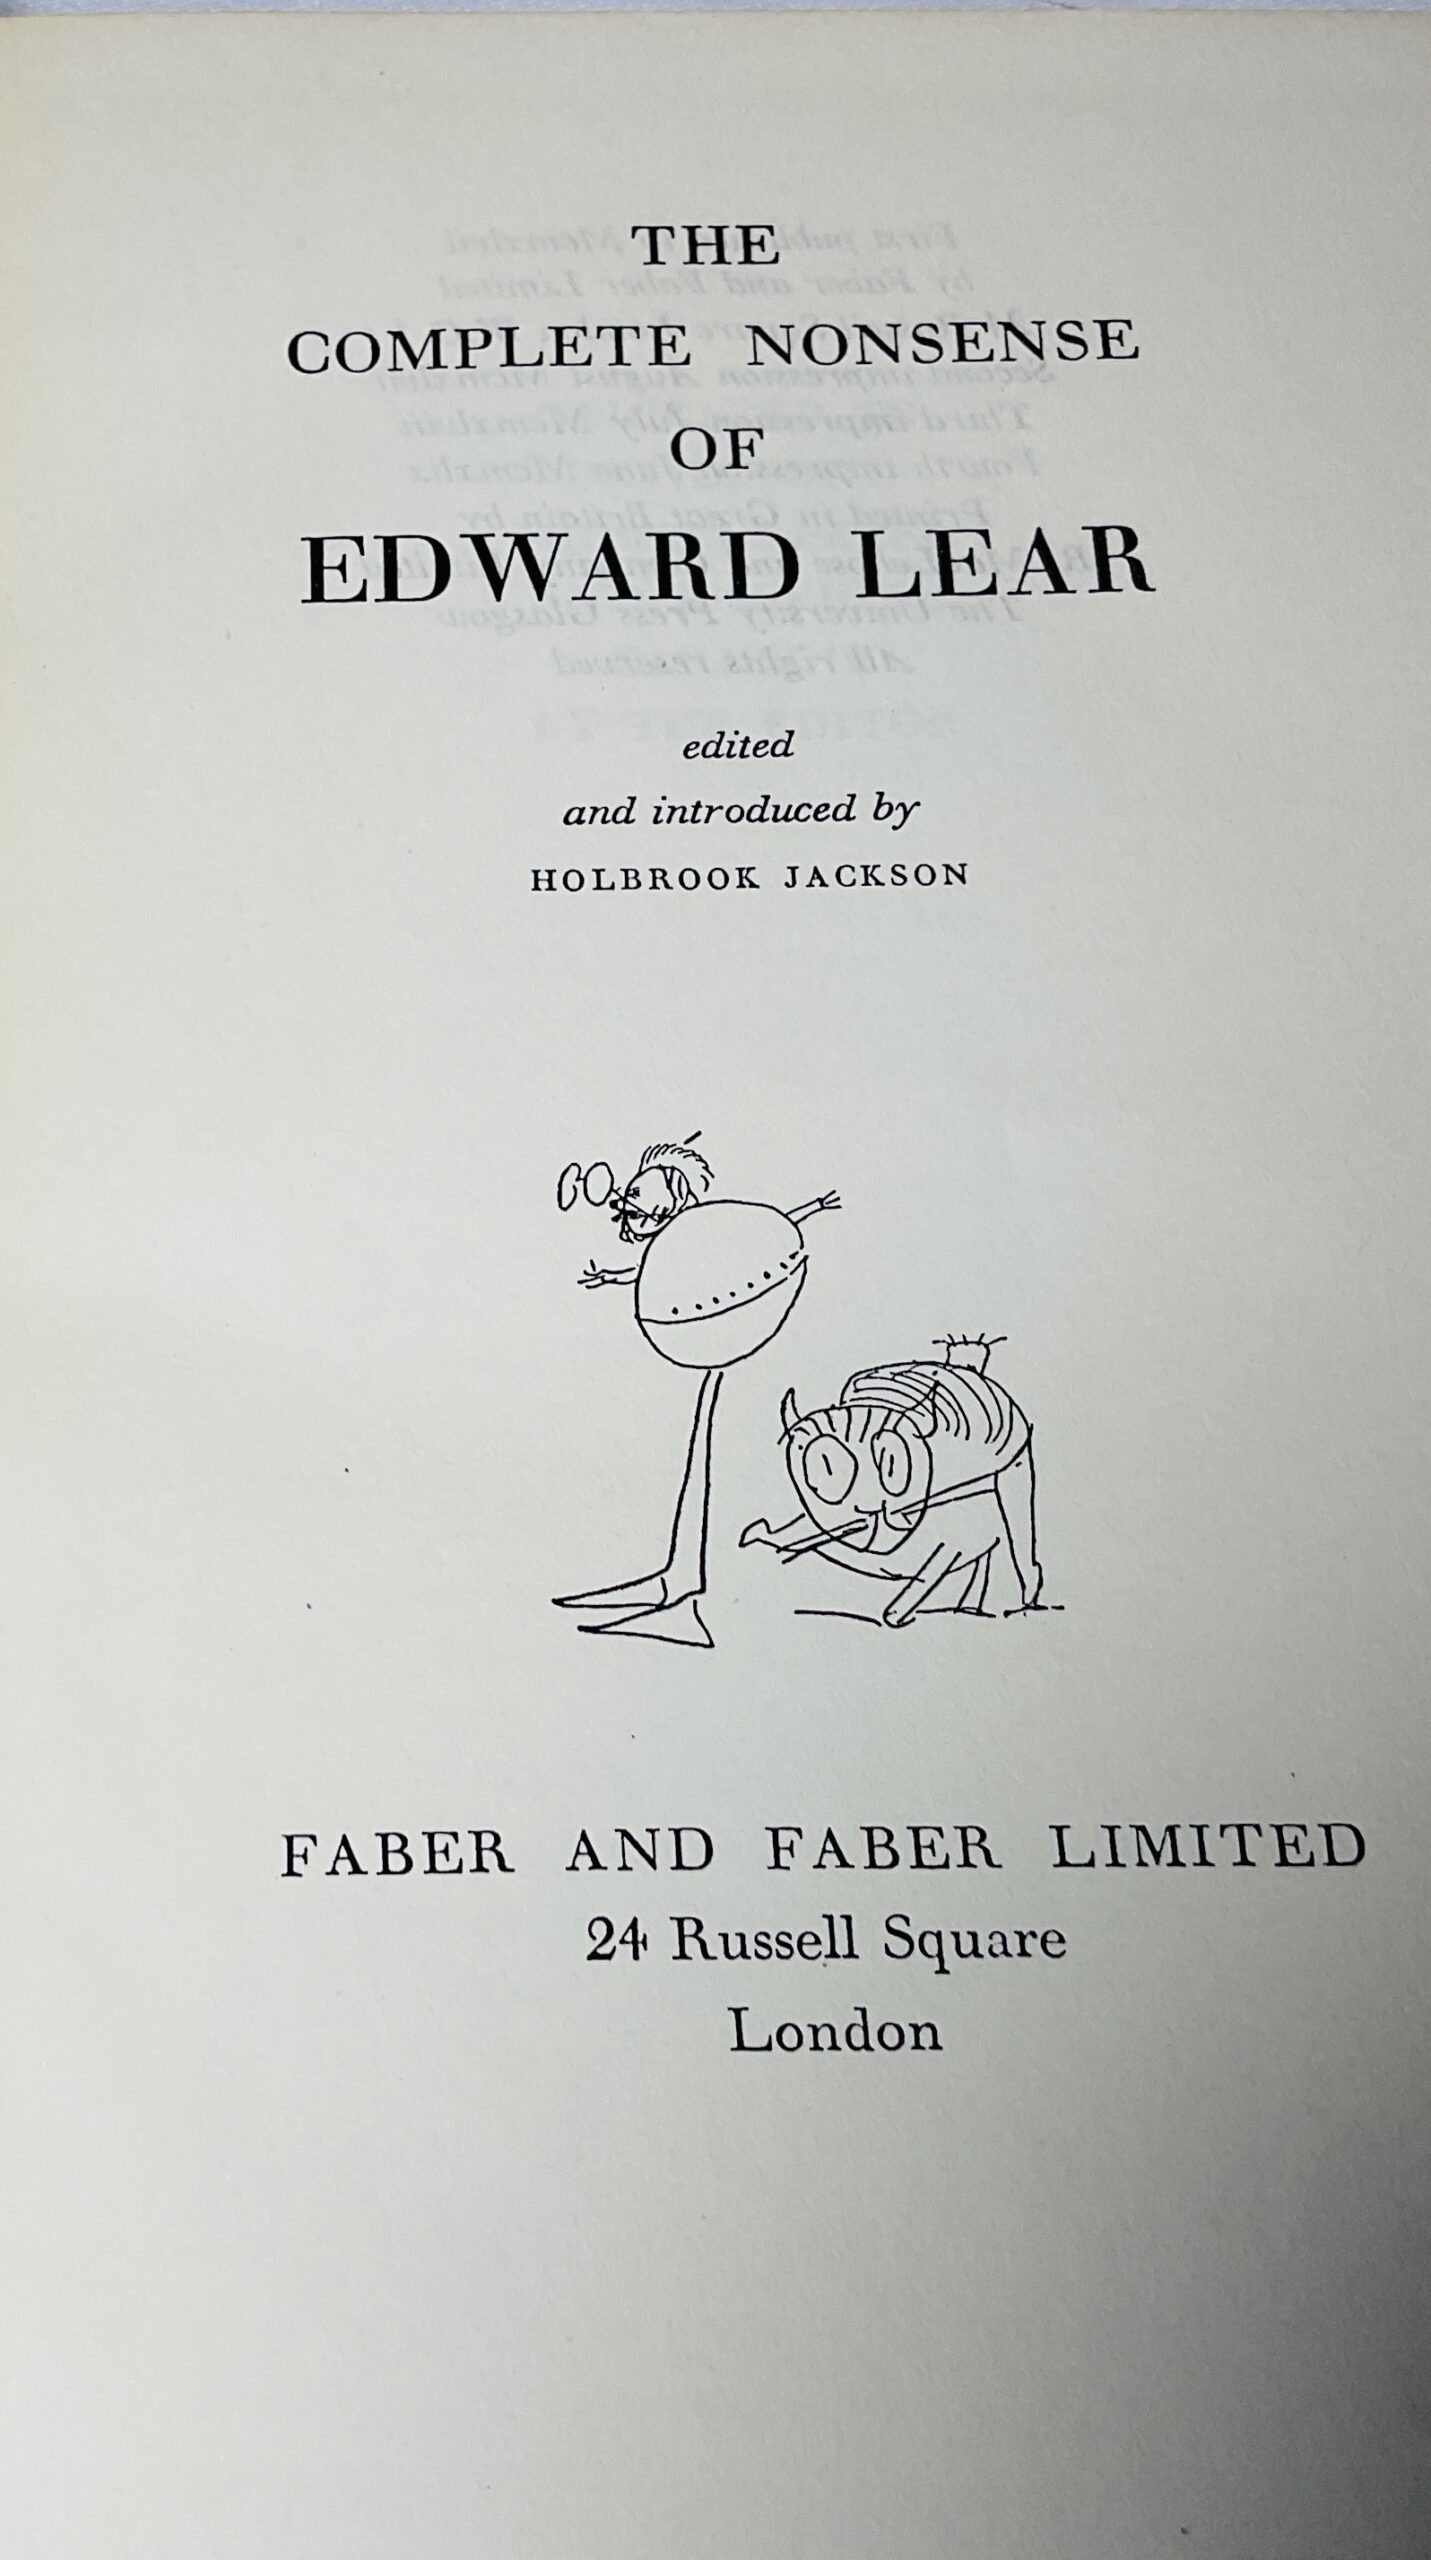 THE
COMPLETE NONSENSE
OF
EDWARD LEAR
edited
and introduced by
HOLBROOK JACKSON
FABER AND FABER LIMITED
24 Russell Square
London